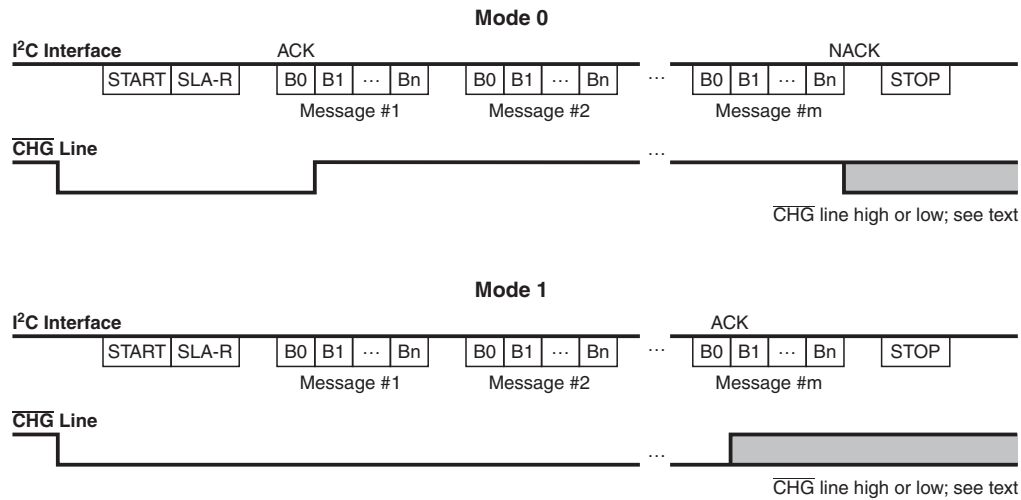 Mode 0
I²C Interface ACK NACK
START SLA-R B0 B1 … Bn B0 B1 … Bn … B0 B1 … Bn STOP
Message #1 Message #2 Message #m
CHG Line
…
CHG line high or low; see text
Mode 1
I²C Interface ACK
START SLA-R B0 B1 … Bn B0 B1 … Bn … B0 B1 … Bn STOP
Message #1 Message #2 Message #m
CHG Line
…
CHG line high or low; see text